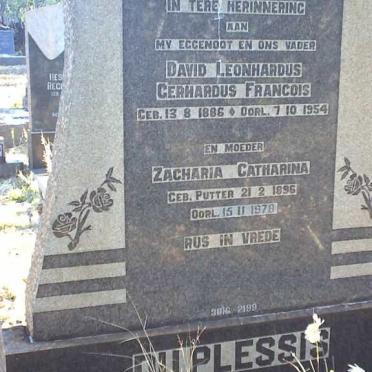 IN TERE HERINNERING
AAN
MY EGGENOOT EN ONS VADER
DAVID LEONHARDUS
GERHARDUS FRANCOIS
GEB. 13 8 1886 ♦ OORL. 7 10 1954
EN MOEDER
ZACHARIA CATHARINA
GEB. PUTTER 21 2 1896
OORL. 15 11 1978
RUS IN VREDE
DU PLESSIS